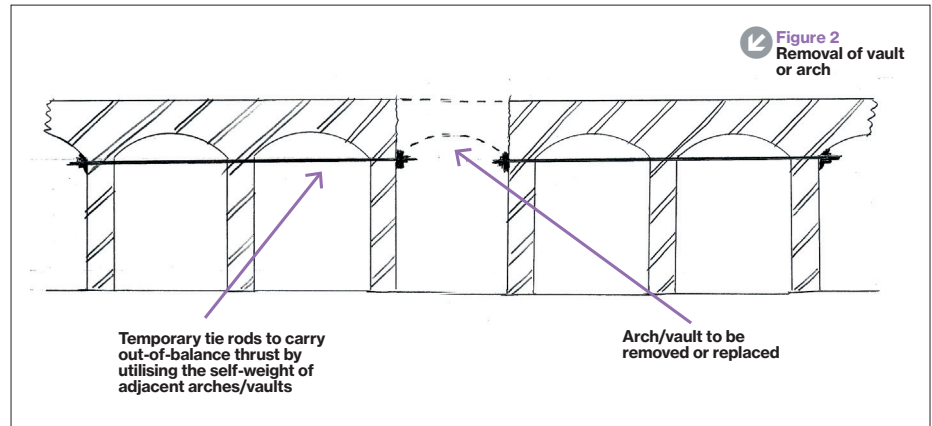 Figure 2
Removal of vault
or arch
Temporary tie rods to carry
out-of-balance thrust by
utilising the self-weight of
adjacent arches/vaults
Arch/vault to be
removed or replaced